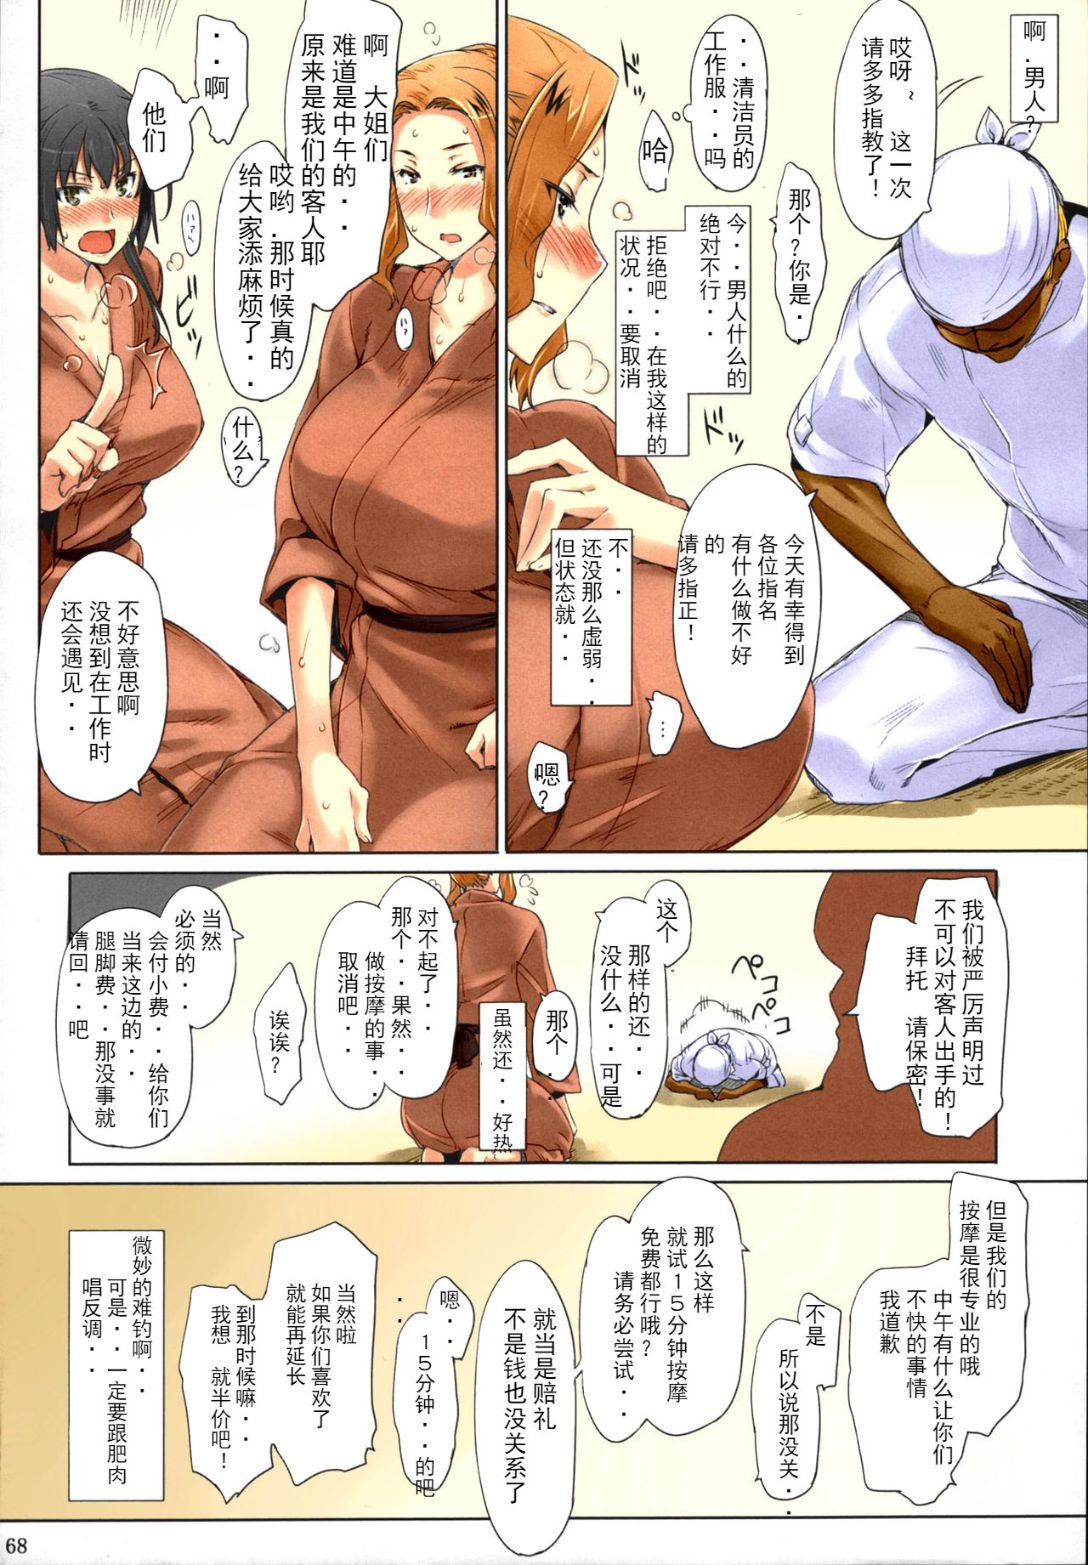 啊．男人？
哎呀~　这一次
请多多指教了！
．．清洁员的
工作服．．吗
哈
那个？你是．
今．．男人什么的
绝对不行．．
拒绝吧．．在我这样的
状况．．要取消
今天有幸得到
各位指名
有什么做不好
的
请多指正！
不．．
还没那么虚弱．．
但状态就．．
…
嗯？
啊　大姐们
难道是中午的．．
原来是我们的客人耶
哎哟．那时候真的
给大家添麻烦了．．
．．啊
他们
什么？
不好意思啊
没想到在工作时
还会遇见．．
我们被严厉声明过
不可以对客人出手的！
拜托　请保密！
ペコ
ペコ
这个
那样的还．
没什么．．可是
那个．．
虽然还．．好热
对不起了．．
那个．．果然．．
做按摩的事．．
取消吧．．
诶诶？
当然
必须的．．
会付小费．．给你们
当来这边的．．
腿脚费．．那没事就
请回．．吧
但是我们的
按摩是很专业的哦
中午有什么让你们
不快的事情
我道歉
不是
所以说那没关．．
那么这样
就试15分钟按摩
免费都行哦？
请务必尝试．．
就当是赔礼
不是钱也没关系了
嗯．．．
15分钟．．的吧
．．
当然啦
如果你们喜欢了
就能再延长
到那时候嘛．．
我想　就半价吧！
微妙的难钓啊．．
可是．．一定要跟肥肉
唱反调．．
68